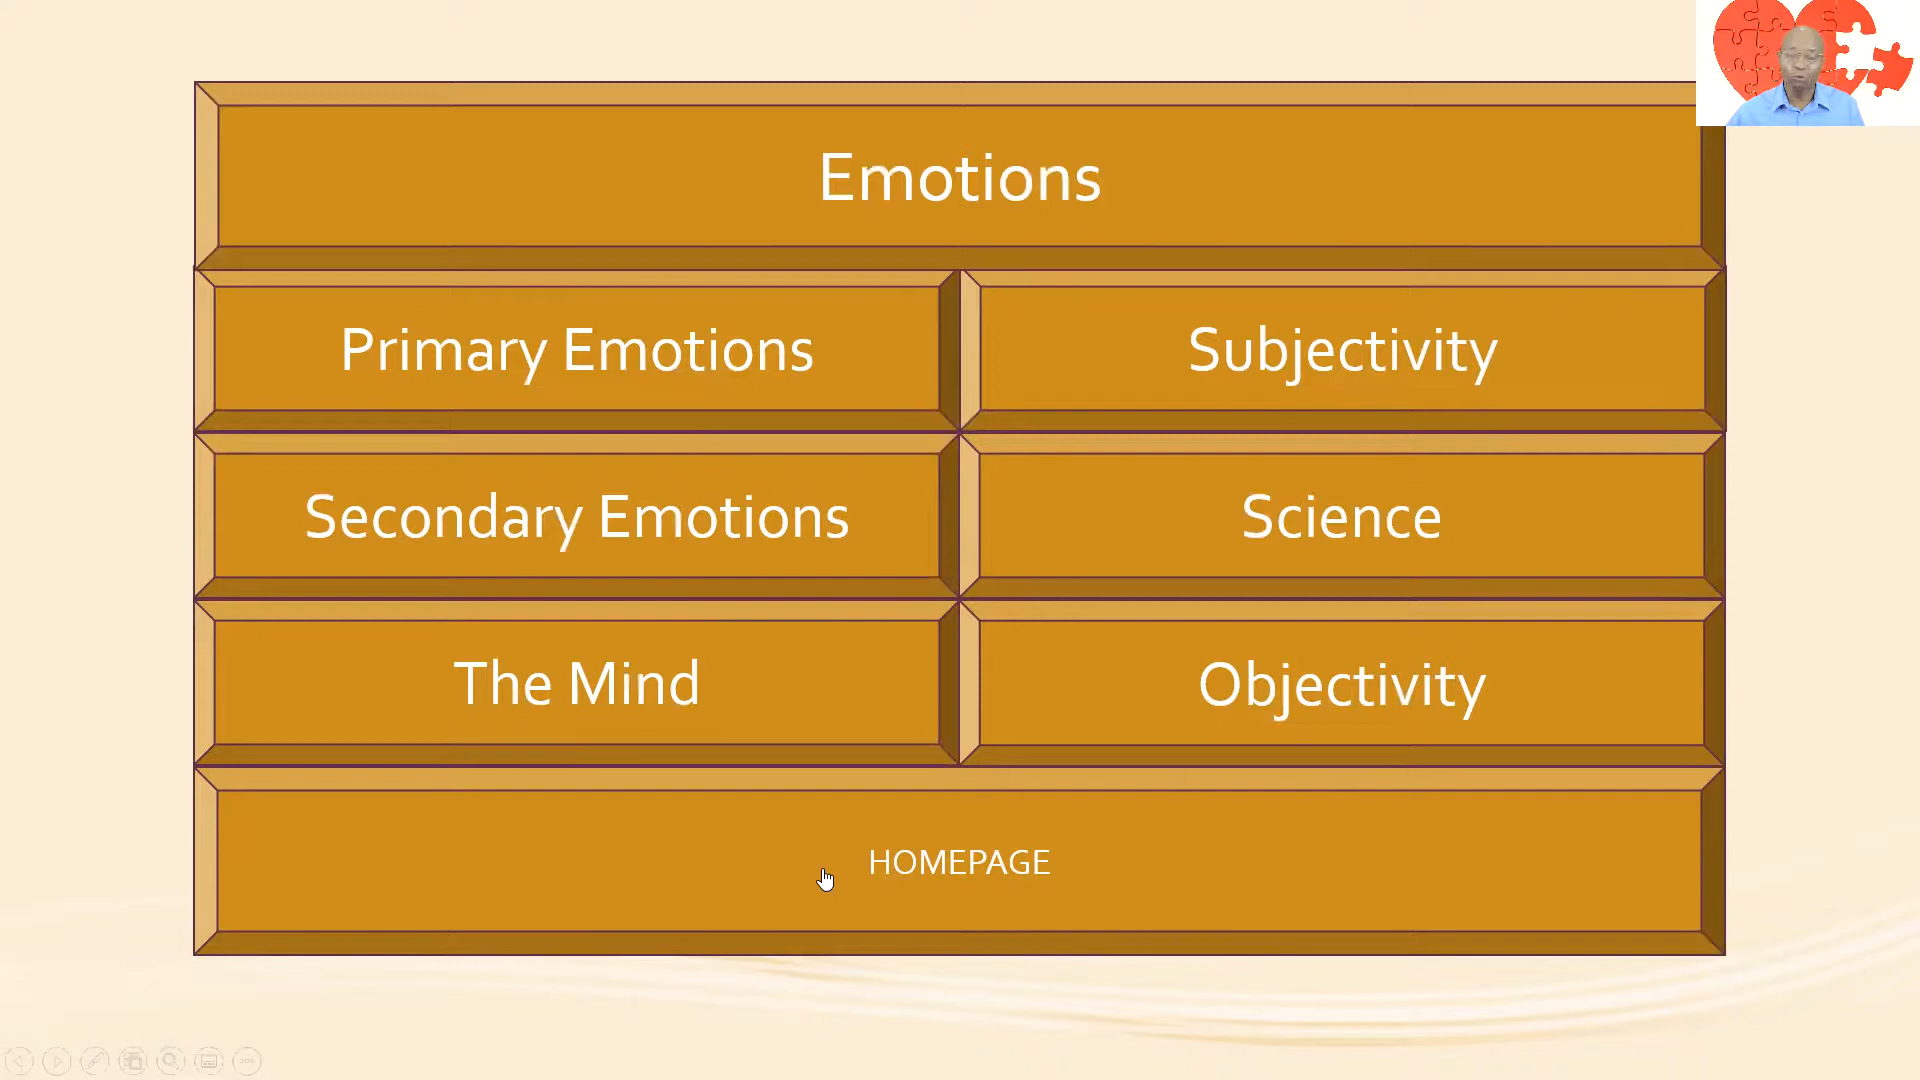 Emotions
Primary Emotions
Subjectivity
Secondary Emotions
Science
The Mind
Objectivity
HOMEPAGE